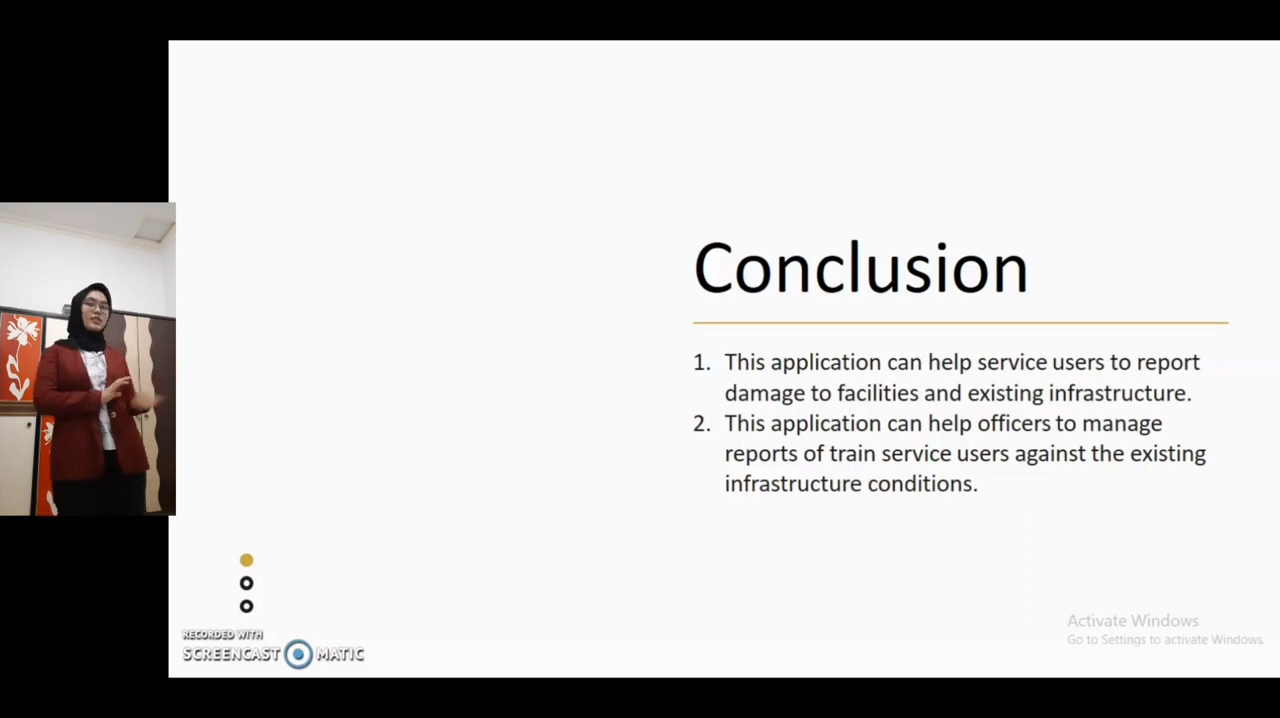 Conclusion
1. This application can help service users to report
damage to facilities and existing infrastructure.
2. This application can help officers to manage
reports of train service users against the existing
infrastructure conditions.
RECORDED WITH
SCREENCAST MATIC
Activate Windows
Go to Settings to activate Windows.